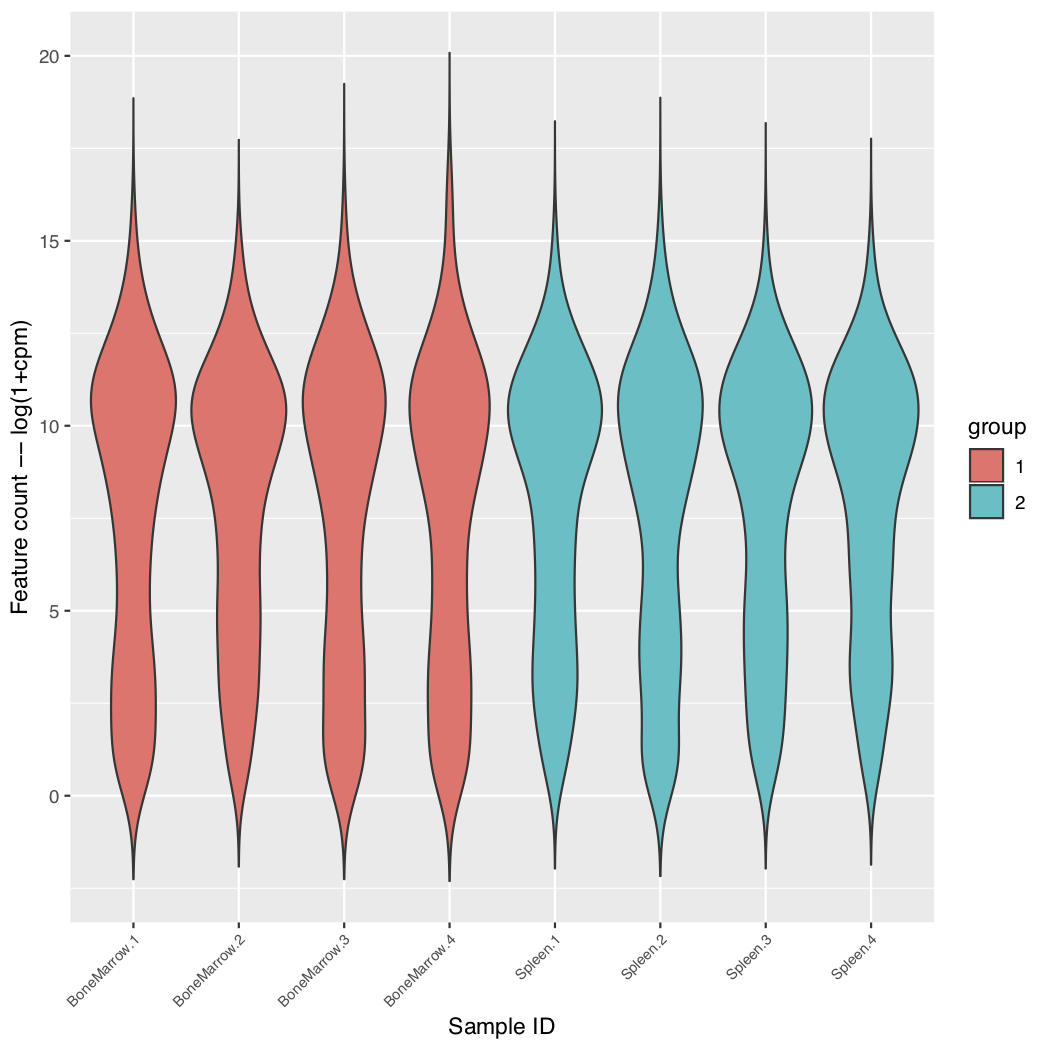 20
15
10
5
0
Feature count −− log(1+cpm)
BoneMarrow.1
BoneMarrow.2
BoneMarrow.3
BoneMarrow.4
Spleen.1
Spleen.2
Spleen.3
Spleen.4
Sample ID
group
1
2